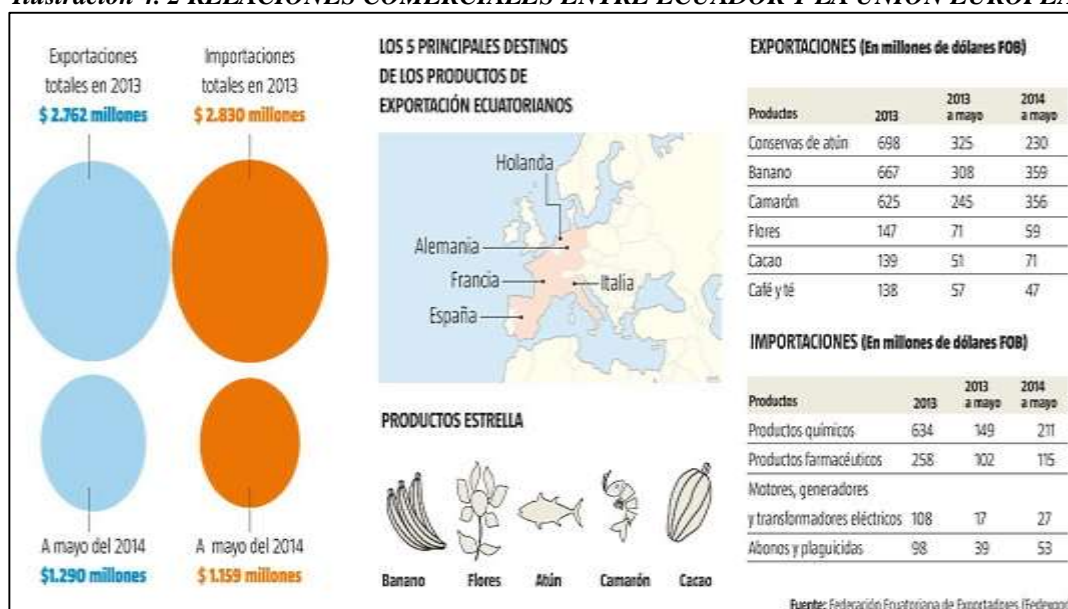 Ilustración 4. 2 RELACIONES COMERCIALES ENTRE ECUADOR Y LA UNIÓN EUROPEA
Exportaciones
totales en 2013
$ 2.762 millones
Importaciones
totales en 2013
$ 2.830 millones
A mayo del 2014
$1.290 millones
A mayo del 2014
$ 1.159 millones
LOS 5 PRINCIPALES DESTINOS
DE LOS PRODUCTOS DE
EXPORTACIÓN ECUATORIANOS
Holanda
Alemania
Francia
Italia
España
PRODUCTOS ESTRELLA
Banano Flores Atún Camarón Cacao
EXPORTACIONES (En millones de dólares FOB)
Productos 2013 2013 a mayo 2014 a mayo
Conservas de atún 698 325 230
Banano 667 308 359
Camarón 625 245 356
Flores 147 71 59
Cacao 139 51 71
Café y té 138 57 47
IMPORTACIONES (En millones de dólares FOB)
Productos 2013 2013 a mayo 2014 a mayo
Productos químicos 634 149 211
Productos farmacéuticos 258 102 115
Motores, generadores
y transformadores eléctricos 108 17 27
Abonos y plaguicidas 98 39 53
Fuente: Federación Ecuatoriana de Exportadores